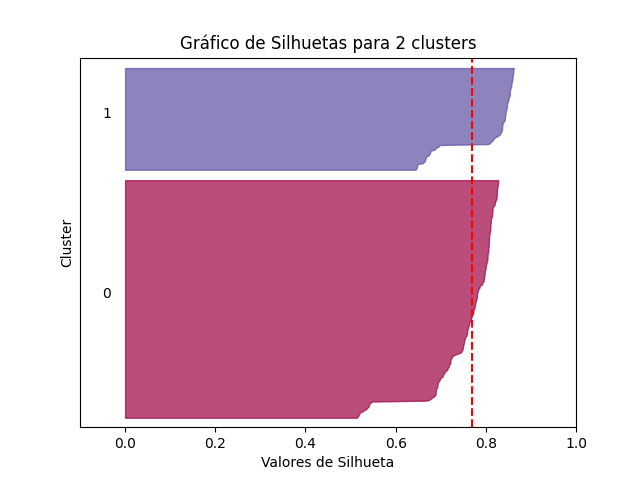 Gráfico de Silhuetas para 2 clusters
1
0
Cluster
0.0 0.2 0.4 0.6 0.8 1.0
Valores de Silhueta